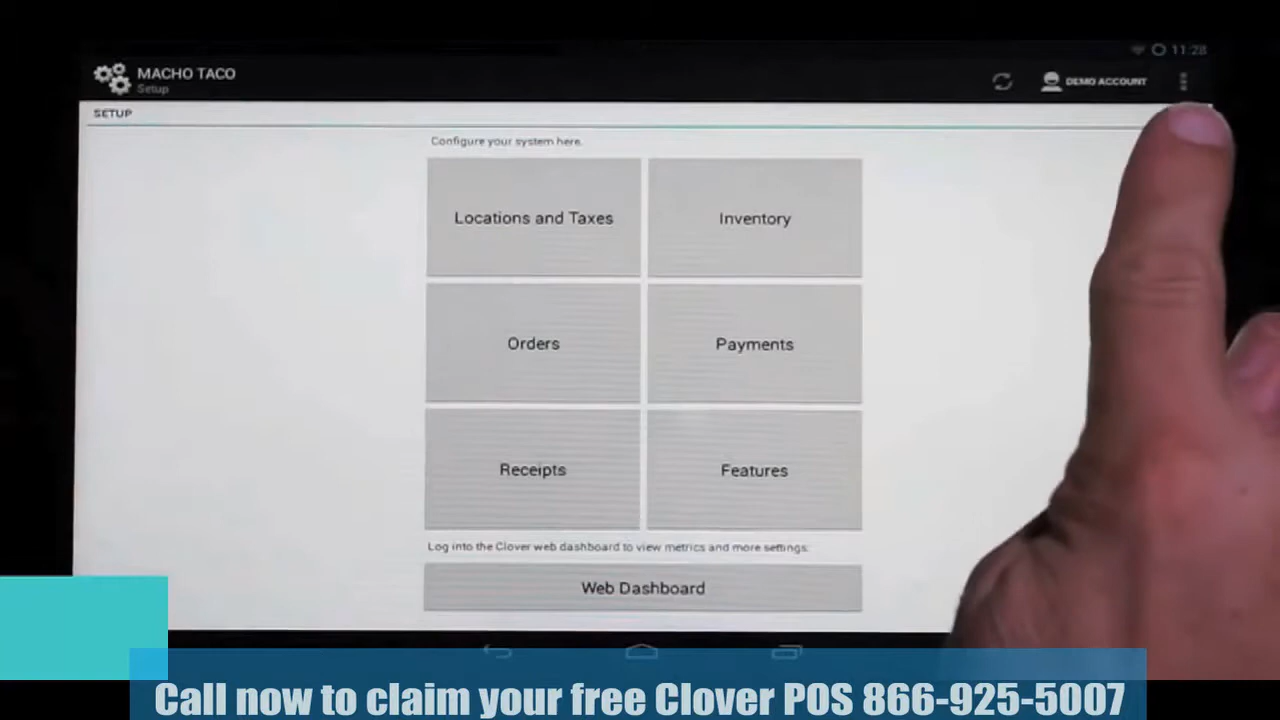 11:28
MACHO TACO
Setup
DEMO ACCOUNT
SETUP
Configure your system here.
Locations and Taxes
Inventory
Orders
Payments
Receipts
Features
Log into the Clover web dashboard to view metrics and more settings:
Web Dashboard
Call now to claim your free Clover POS 866-925-5007